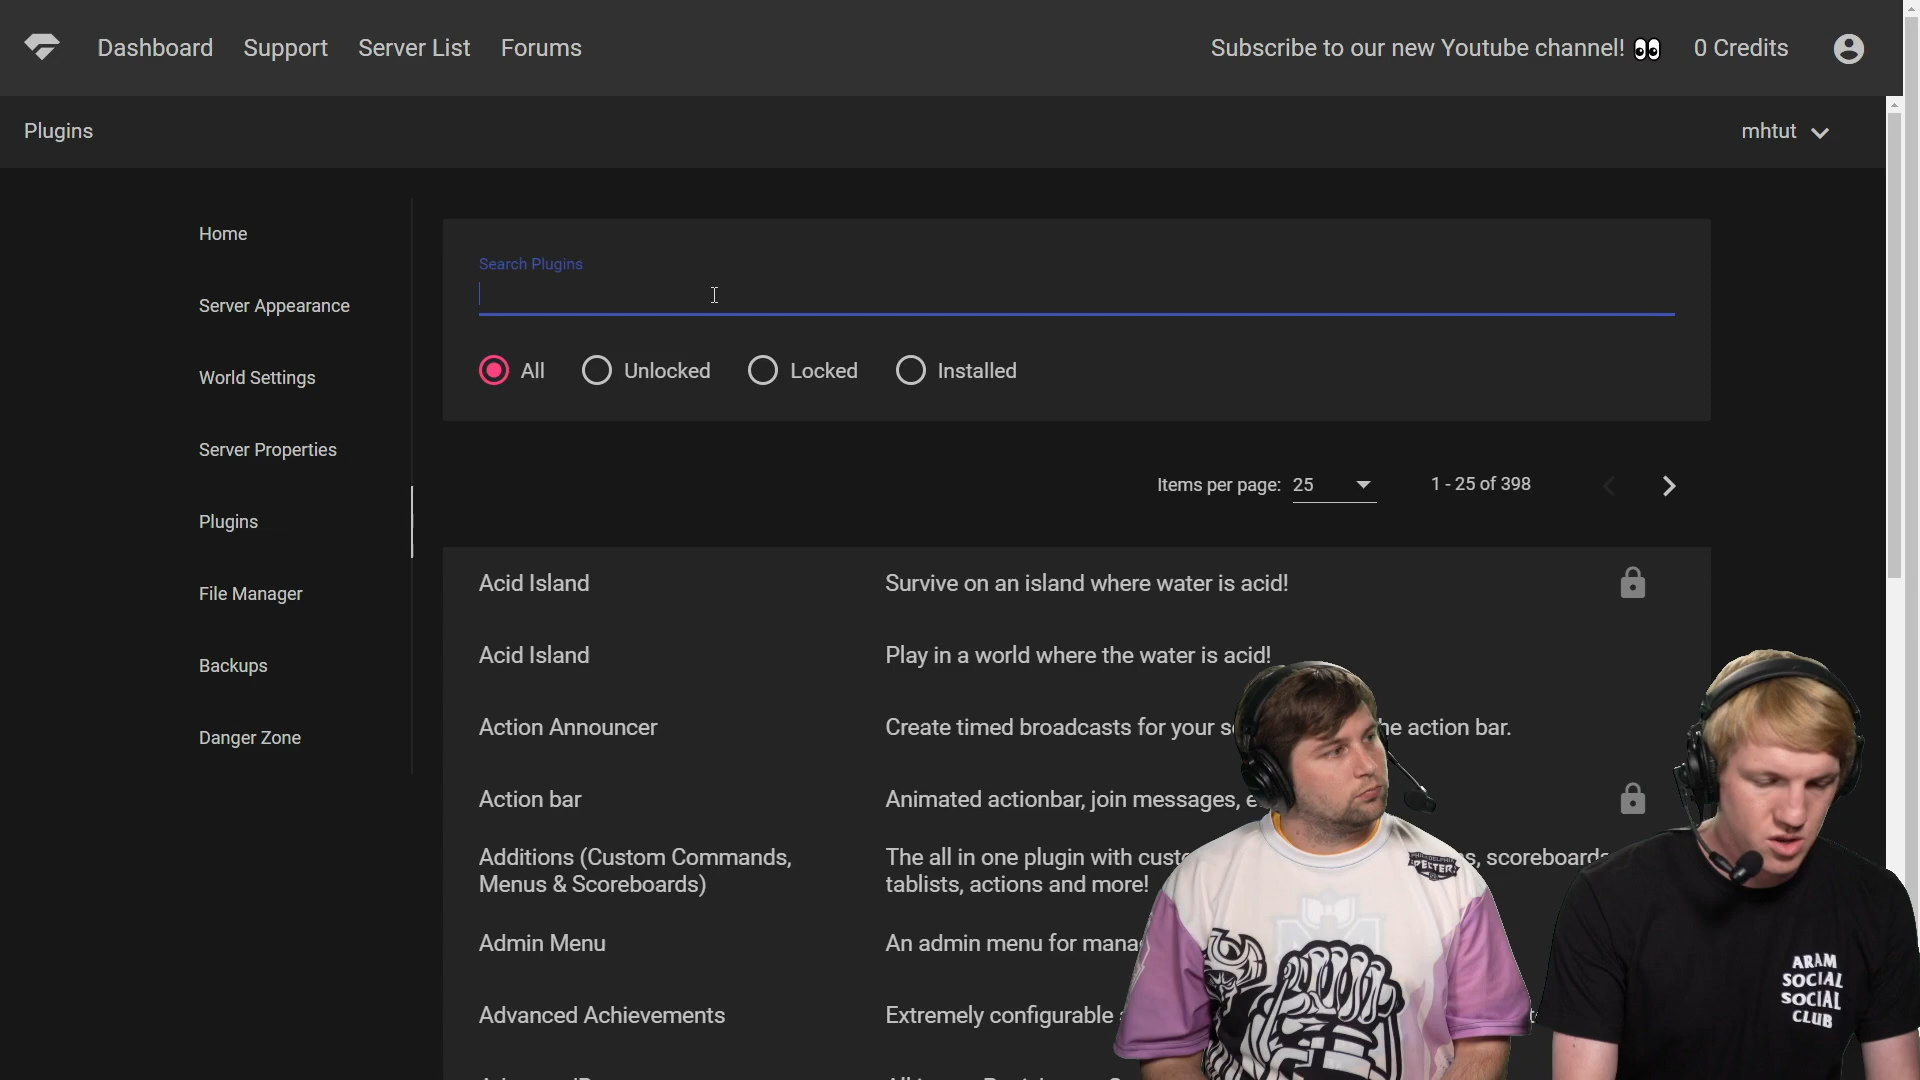 Dashboard Support Server List Forums
Subscribe to our new Youtube channel! 👀 0 Credits
Plugins
mhtut
Home
Server Appearance
World Settings
Server Properties
Plugins
File Manager
Backups
Danger Zone
Search Plugins
All Unlocked Locked Installed
Items per page: 25 1 - 25 of 398
Acid Island Survive on an island where water is acid!
Acid Island Play in a world where the water is acid!
Action Announcer Create timed broadcasts for your he action bar.
Action bar Animated actionbar, join messages,
Additions (Custom Commands,
Menus & Scoreboards)
The all in one plugin with scoreboards
tablists, actions and more!
Admin Menu An admin menu for
Advanced Achievements Extremely configurable
ARAM
SOCIAL
SOCIAL
CLUB